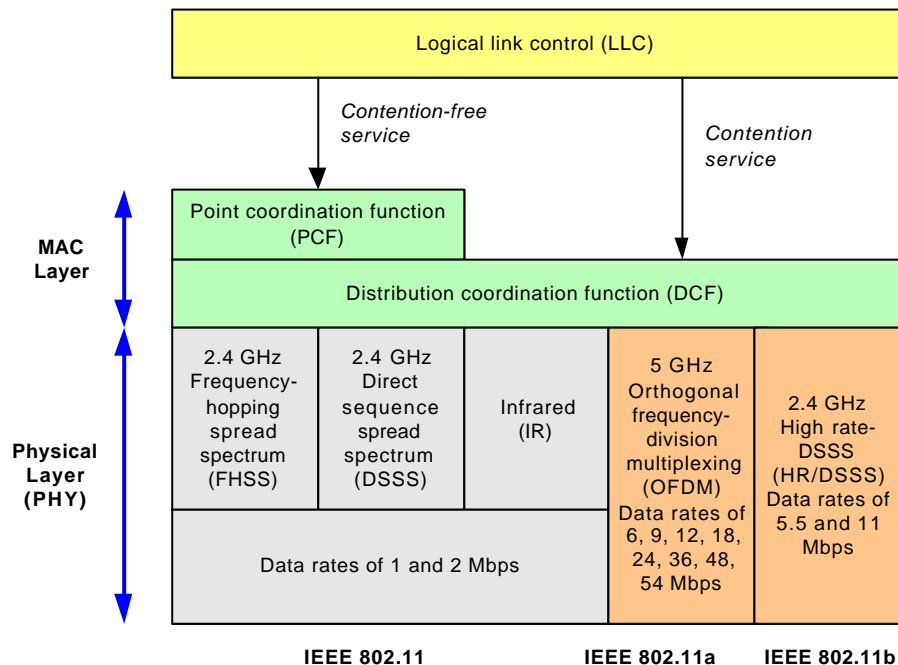 Logical link control (LLC)
Contention-free
service
Contention
service
Point coordination function
(PCF)
MAC
Layer
Distribution coordination function (DCF)
2.4 GHz
Frequency-
hopping
spread
spectrum
(FHSS)
2.4 GHz
Direct
sequence
spread
spectrum
(DSSS)
Infrared
(IR)
5 GHz
Orthogonal
frequency-
division
multiplexing
(OFDM)
Data rates of
6, 9, 12, 18,
24, 36, 48,
54 Mbps
2.4 GHz
High rate-
DSSS
(HR/DSSS)
Data rates of
5.5 and 11
Mbps
Physical
Layer
(PHY)
Data rates of 1 and 2 Mbps
IEEE 802.11
IEEE 802.11a
IEEE 802.11b